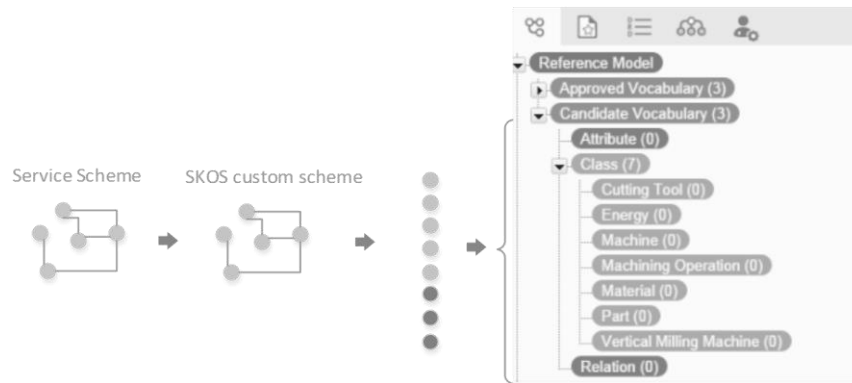 Service Scheme
SKOS custom scheme
Reference Model
Approved Vocabulary (3)
Candidate Vocabulary (3)
Attribute (0)
Class (7)
Cutting Tool (0)
Energy (0)
Machine (0)
Machining Operation (0)
Material (0)
Part (0)
Vertical Milling Machine (0)
Relation (0)